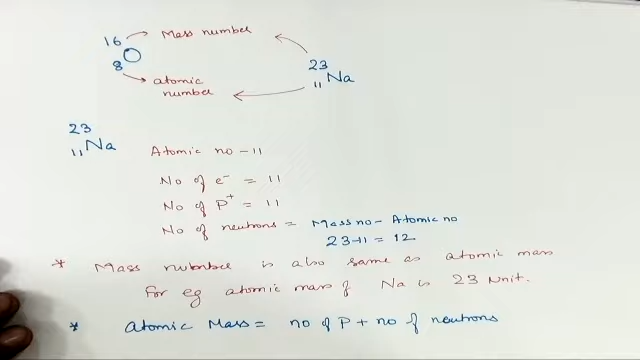 16 Mass number
O
8 atomic number
23
11 Na
23
11 Na Atomic no - 11
No of e- = 11
No of P+ = 11
No of neutrons = Mass no - Atomic no
23-11 = 12
* Mass number is also same as atomic mass
for eg atomic mass of Na is 23 Unit.
* Atomic Mass = no of P + no of neutrons